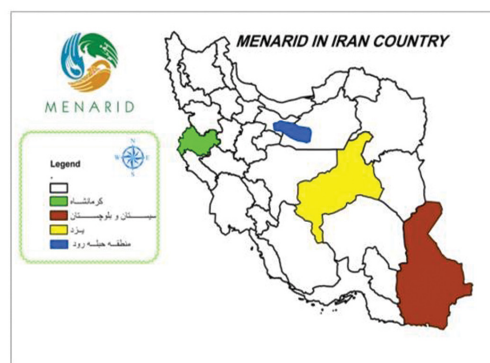 MENARID IN IRAN COUNTRY
MENARID
N
W E
S
Legend
کرمانشاه
سیستان و بلوچستان
یزد
منطقه حبله رود